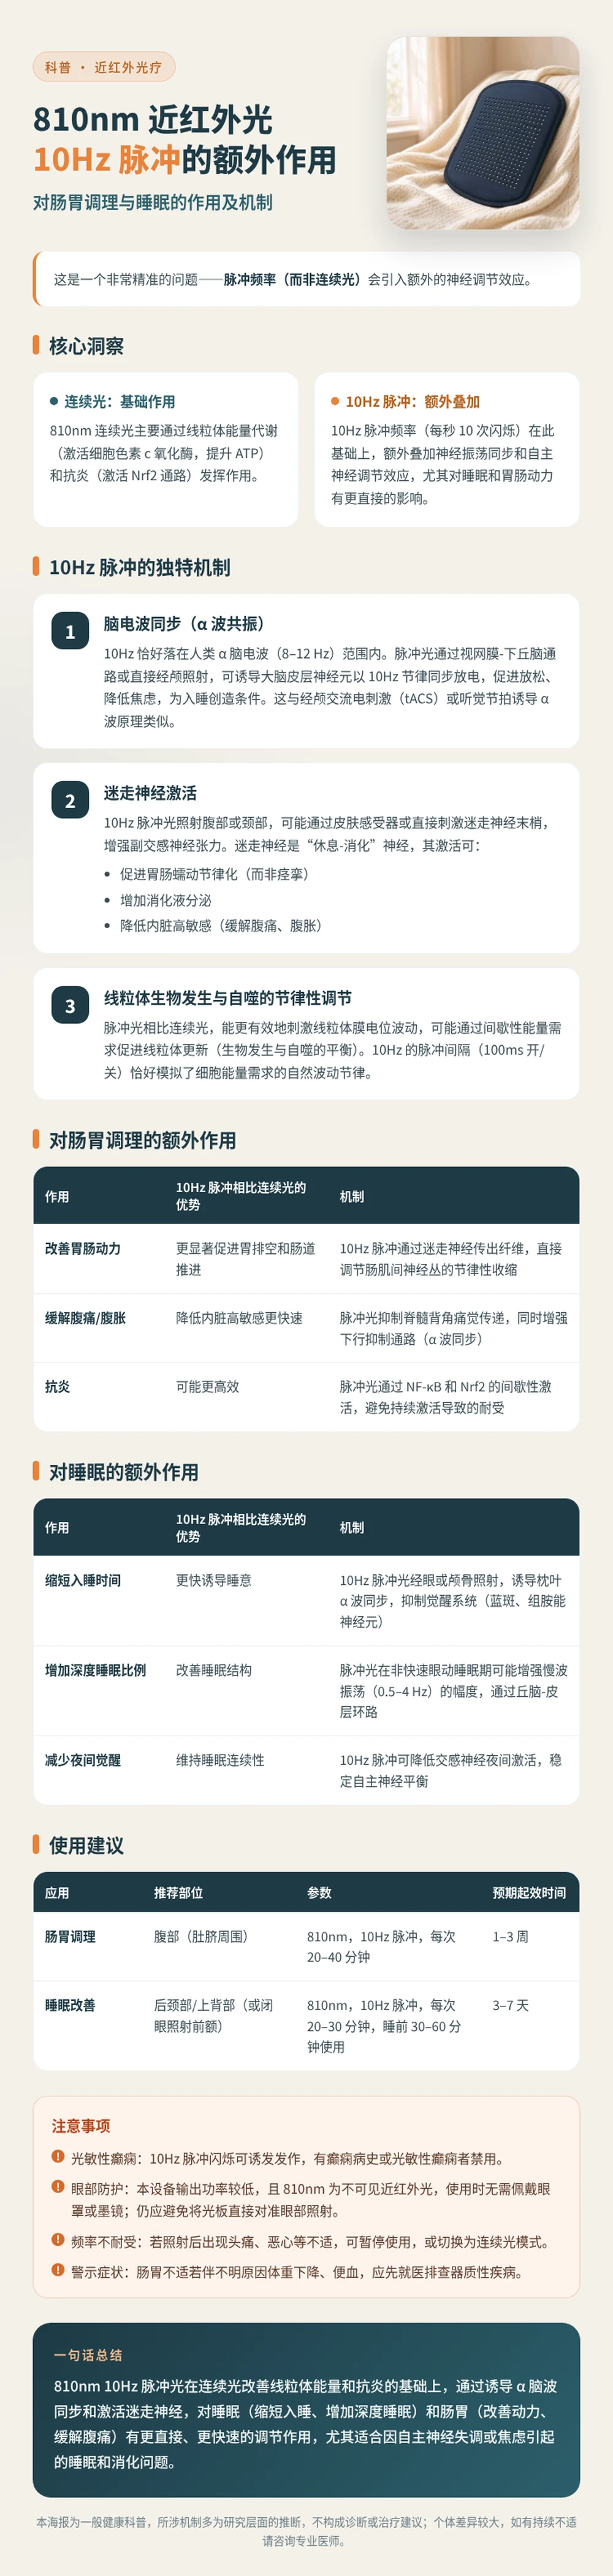 科普 · 近红外光疗
810nm 近红外光
10Hz 脉冲的额外作用
对肠胃调理与睡眠的作用及机制
这是一个非常精准的问题——脉冲频率（而非连续光）会引入额外的神经调节效应。
核心洞察
连续光：基础作用
810nm 连续光主要通过线粒体能量代谢
（激活细胞色素 c 氧化酶，提升 ATP）
和抗炎（激活 Nrf2 通路）发挥作用。
10Hz 脉冲：额外叠加
10Hz 脉冲频率（每秒 10 次闪烁）在此
基础上，额外叠加神经振荡同步和自主
神经调节效应，尤其对睡眠和胃肠动力
有更直接的影响。
10Hz 脉冲的独特机制
1
脑电波同步（α 波共振）
10Hz 恰好落在人类 α 脑电波（8–12 Hz）范围内。脉冲光通过视网膜-下丘脑通
路或直接经颅照射，可诱导大脑皮层神经元以 10Hz 节律同步放电，促进放松、
降低焦虑，为入睡创造条件。这与经颅交流电刺激（tACS）或听觉节拍诱导 α
波原理类似。
2
迷走神经激活
10Hz 脉冲光照射腹部或颈部，可能通过皮肤感受器或直接刺激迷走神经末梢，
增强副交感神经张力。迷走神经是“休息-消化”神经，其激活可：
• 促进胃肠蠕动节律化（而非痉挛）
• 增加消化液分泌
• 降低内脏高敏感（缓解腹痛、腹胀）
3
线粒体生物发生与自噬的节律性调节
脉冲光相比连续光，能更有效地刺激线粒体膜电位波动，可能通过间歇性能量需
求促进线粒体更新（生物发生与自噬的平衡）。10Hz 的脉冲间隔（100ms 开/
关）恰好模拟了细胞能量需求的自然波动节律。
对肠胃调理的额外作用
作用
10Hz 脉冲相比连续光的
优势
机制
改善胃肠动力
更显著促进胃排空和肠道
推进
10Hz 脉冲通过迷走神经传出纤维，直接
调节肠肌间神经丛的节律性收缩
缓解腹痛/腹胀
降低内脏高敏感更快速
脉冲光抑制脊髓背角痛觉传递，同时增强
下行抑制通路（α 波同步）
抗炎
可能更高效
脉冲光通过 NF-κB 和 Nrf2 的间歇性激
活，避免持续激活导致的耐受
对睡眠的额外作用
作用
10Hz 脉冲相比连续光的
优势
机制
缩短入睡时间
更快诱导睡意
10Hz 脉冲光经眼或颅骨照射，诱导枕叶
α 波同步，抑制觉醒系统（蓝斑、组胺能
神经元）
增加深度睡眠比例
改善睡眠结构
脉冲光在非快速眼动睡眠期可能增强慢波
振荡（0.5–4 Hz）的幅度，通过丘脑-皮
层环路
减少夜间觉醒
维持睡眠连续性
10Hz 脉冲可降低交感神经夜间激活，稳
定自主神经平衡
使用建议
应用
推荐部位
参数
预期起效时间
肠胃调理
腹部（肚脐周围）
810nm，10Hz 脉冲，每次
20–40 分钟
1–3 周
睡眠改善
后颈部/上背部（或闭
眼照射前额）
810nm，10Hz 脉冲，每次
20–30 分钟，睡前 30–60 分
钟使用
3–7 天
注意事项
! 光敏性癫痫：10Hz 脉冲闪烁可诱发发作，有癫痫病史或光敏性癫痫者禁用。
! 眼部防护：本设备输出功率较低，且 810nm 为不可见近红外光，使用时无需佩戴眼
罩或墨镜；仍应避免将光板直接对准眼部照射。
! 频率不耐受：若照射后出现头痛、恶心等不适，可暂停使用，或切换为连续光模式。
! 警示症状：肠胃不适若伴不明原因体重下降、便血，应先就医排查器质性疾病。
一句话总结
810nm 10Hz 脉冲光在连续光改善线粒体能量和抗炎的基础上，通过诱导 α 脑波
同步和激活迷走神经，对睡眠（缩短入睡、增加深度睡眠）和肠胃（改善动力、
缓解腹痛）有更直接、更快速的调节作用，尤其适合因自主神经失调或焦虑引起
的睡眠和消化问题。
本海报为一般健康科普，所涉机制多为研究层面的推断，不构成诊断或治疗建议；个体差异较大，如有持续不适
请咨询专业医师。